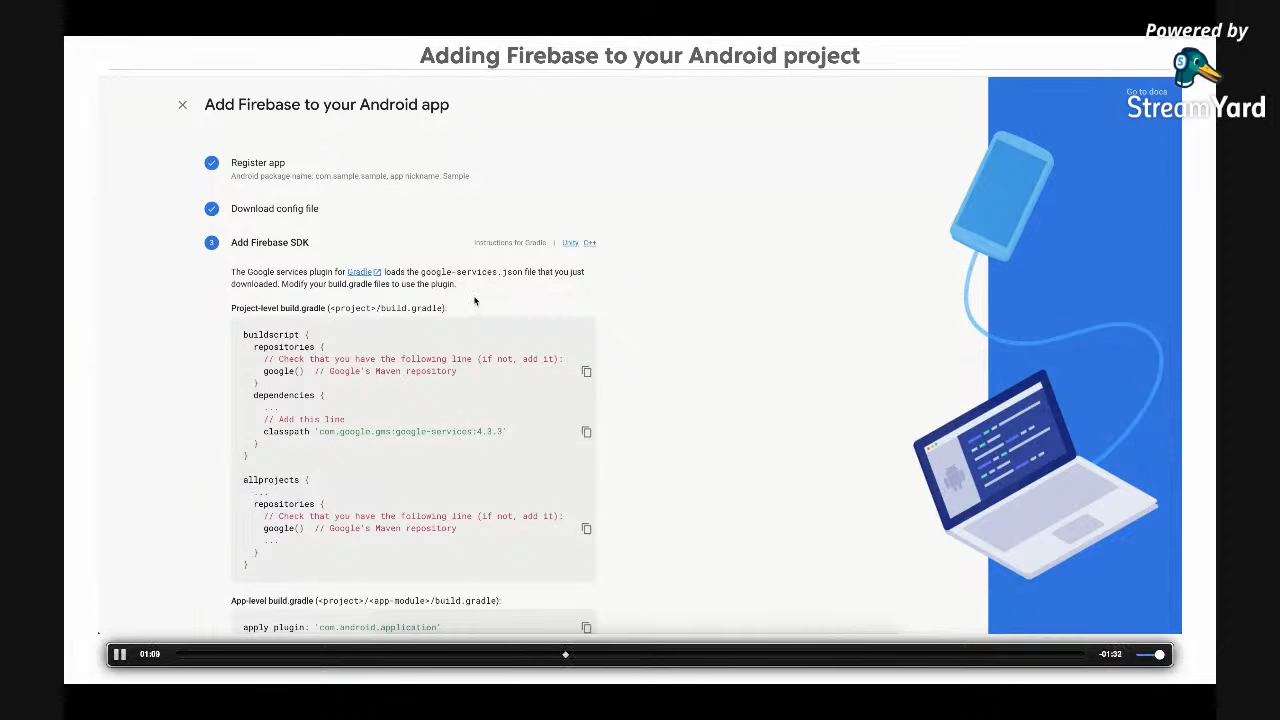 Powered by
StreamYard
Adding Firebase to your Android project
Go to docs
Add Firebase to your Android app
Register app
Android package name: com.sample.sample, app nickname: Sample
Download config file
3 Add Firebase SDK
Instructions for Gradle | Unity C++
The Google services plugin for Gradle loads the google-services.json file that you just
downloaded. Modify your build.gradle files to use the plugin.
Project-level build.gradle (<project>/build.gradle):
buildscript {
repositories {
// Check that you have the following line (if not, add it):
google() // Google's Maven repository
}
dependencies {
...
// Add this line
classpath 'com.google.gms:google-services:4.3.3'
}
}
allprojects {
...
repositories {
// Check that you have the following line (if not, add it):
google() // Google's Maven repository
...
}
}
App-level build.gradle (<project>/<app-module>/build.gradle):
apply plugin: 'com.android.application'
01:09
-01:32